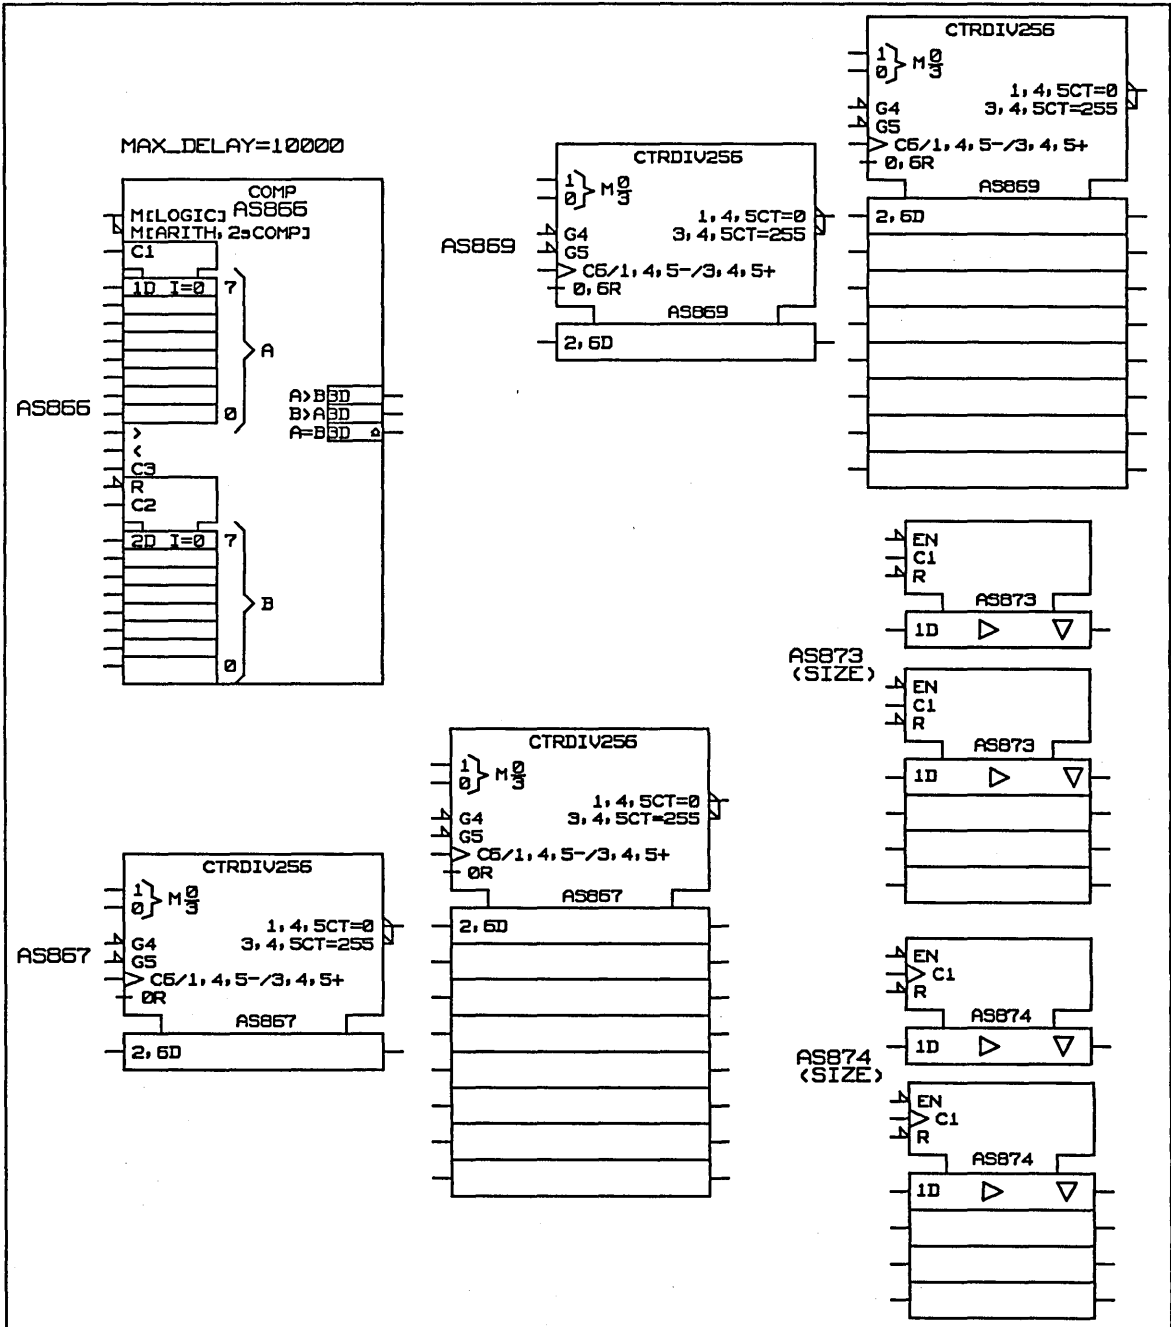 CTRDIV256
1
0
M 0/3
1,4,5CT=0
3,4,5CT=255
G4
G5
C6/1,4,5-/3,4,5+
0,6R
AS869
2,6D
MAX_DELAY=10000
COMP
AS866
M[LOGIC]
M[ARITH, 2sCOMP]
C1
1D I=0 7
A
0
>
<
C3
R
C2
2D I=0 7
B
0
A>B 3D
B>A 3D
A=B 3D
AS866
AS869
CTRDIV256
1
0
M 0/3
1,4,5CT=0
3,4,5CT=255
G4
G5
C6/1,4,5-/3,4,5+
0,6R
AS869
2,6D
EN
C1
R
AS873
1D
AS873
(SIZE)
EN
C1
R
AS873
1D
CTRDIV256
1
0
M 0/3
1,4,5CT=0
3,4,5CT=255
G4
G5
C6/1,4,5-/3,4,5+
0R
AS867
2,6D
AS867
CTRDIV256
1
0
M 0/3
1,4,5CT=0
3,4,5CT=255
G4
G5
C6/1,4,5-/3,4,5+
0R
AS867
2,6D
EN
C1
R
AS874
1D
AS874
(SIZE)
EN
C1
R
AS874
1D